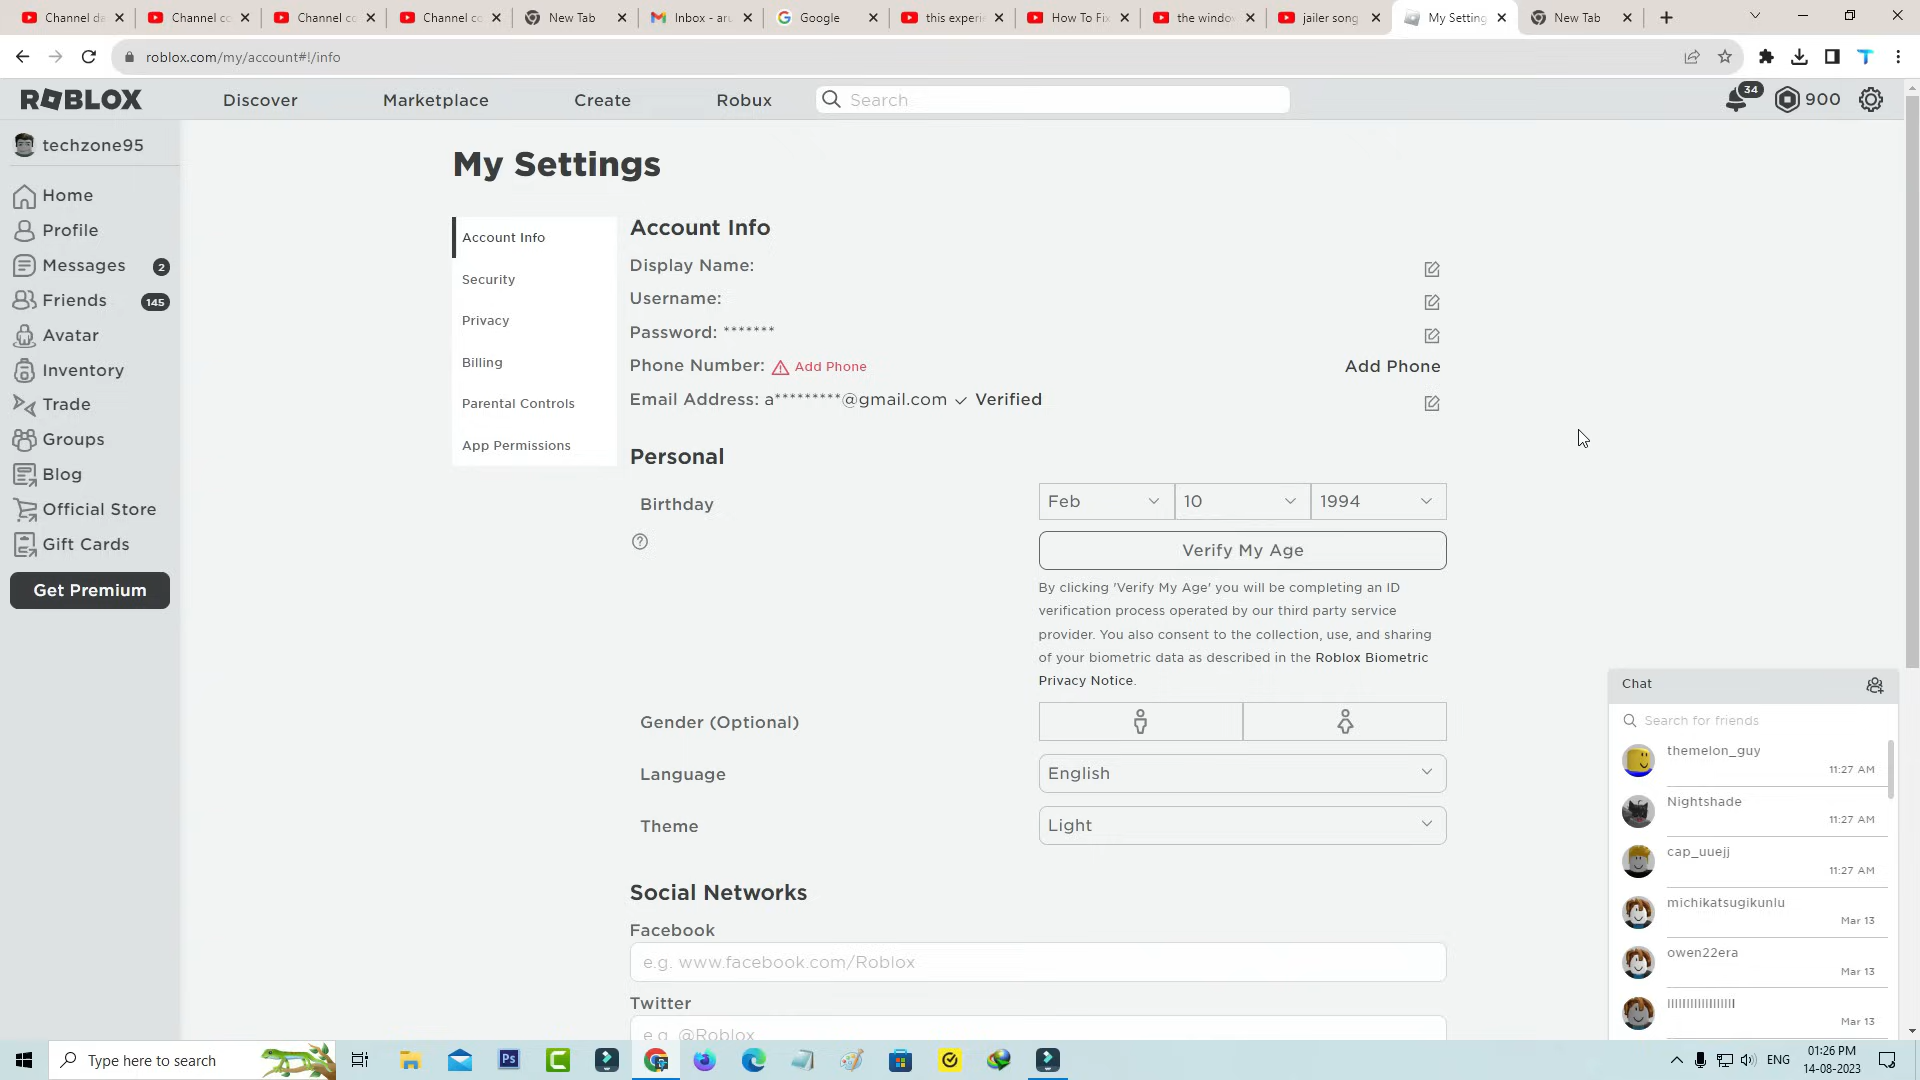 Channel da
Channel co
Channel co
Channel co
New Tab
Inbox - aru
Google
this experie
How To Fix
the window
jailer song
My Setting
New Tab
roblox.com/my/account#!/info
ROBLOX
Discover
Marketplace
Create
Robux
Search
34
900
techzone95
Home
Profile
Messages 2
Friends 145
Avatar
Inventory
Trade
Groups
Blog
Official Store
Gift Cards
Get Premium
My Settings
Account Info
Security
Privacy
Billing
Parental Controls
App Permissions
Account Info
Display Name:
Username:
Password: *******
Phone Number: Add Phone
Add Phone
Email Address: a*********@gmail.com ✓ Verified
Personal
Birthday
Feb 10 1994
Verify My Age
By clicking 'Verify My Age' you will be completing an ID
verification process operated by our third party service
provider. You also consent to the collection, use, and sharing
of your biometric data as described in the Roblox Biometric
Privacy Notice.
Gender (Optional)
Language
English
Theme
Light
Social Networks
Facebook
e.g. www.facebook.com/Roblox
Twitter
e.g. @Roblox
Chat
Search for friends
themelon_guy
11:27 AM
Nightshade
11:27 AM
cap_uuejj
11:27 AM
michikatsugikunlu
Mar 13
owen22era
Mar 13
Mar 13
Type here to search
Ps
ENG
01:26 PM
14-08-2023